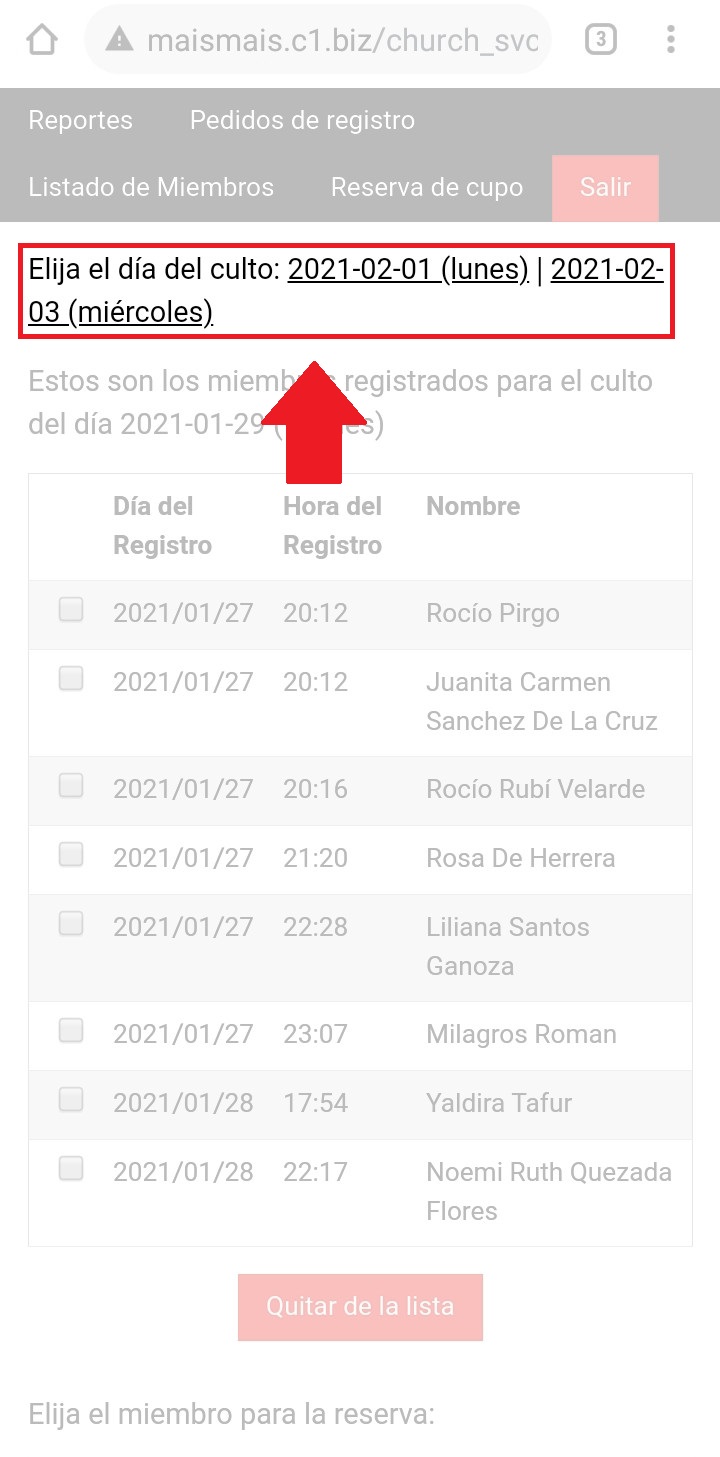 maismais.c1.biz/church_svc
3
Reportes Pedidos de registro
Listado de Miembros Reserva de cupo Salir
Elija el día del culto: 2021-02-01 (lunes) | 2021-02-
03 (miércoles)
Estos son los registrados para el culto
del día 2021-01-29
Día del Hora del Nombre
Registro Registro
2021/01/27 20:12 Rocío Pirgo
2021/01/27 20:12 Juanita Carmen
Sanchez De La Cruz
2021/01/27 20:16 Rocío Rubí Velarde
2021/01/27 21:20 Rosa De Herrera
2021/01/27 22:28 Liliana Santos
Ganoza
2021/01/27 23:07 Milagros Roman
2021/01/28 17:54 Yaldira Tafur
2021/01/28 22:17 Noemi Ruth Quezada
Flores
Quitar de la lista
Elija el miembro para la reserva: